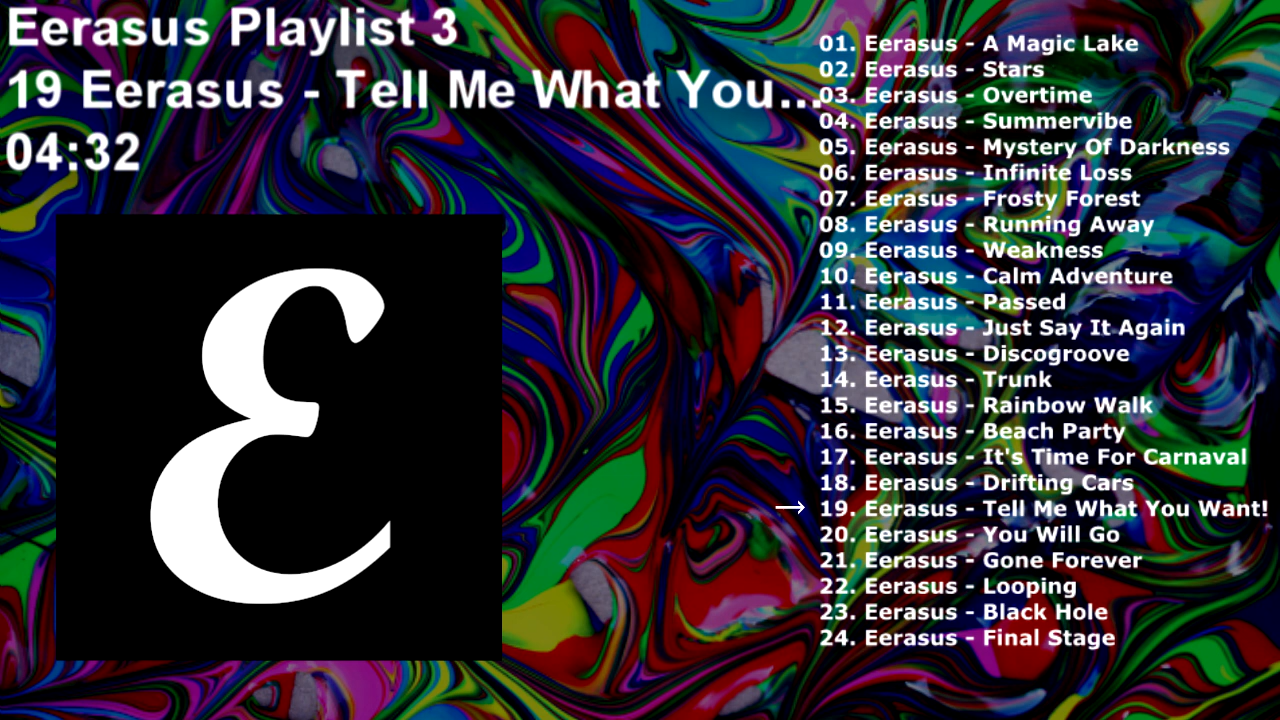 Eerasus Playlist 3
19 Eerasus - Tell Me What You...
04:32
ε
01. Eerasus - A Magic Lake
02. Eerasus - Stars
03. Eerasus - Overtime
04. Eerasus - Summervibe
05. Eerasus - Mystery Of Darkness
06. Eerasus - Infinite Loss
07. Eerasus - Frosty Forest
08. Eerasus - Running Away
09. Eerasus - Weakness
10. Eerasus - Calm Adventure
11. Eerasus - Passed
12. Eerasus - Just Say It Again
13. Eerasus - Discogroove
14. Eerasus - Trunk
15. Eerasus - Rainbow Walk
16. Eerasus - Beach Party
17. Eerasus - It's Time For Carnaval
18. Eerasus - Drifting Cars
→ 19. Eerasus - Tell Me What You Want!
20. Eerasus - You Will Go
21. Eerasus - Gone Forever
22. Eerasus - Looping
23. Eerasus - Black Hole
24. Eerasus - Final Stage